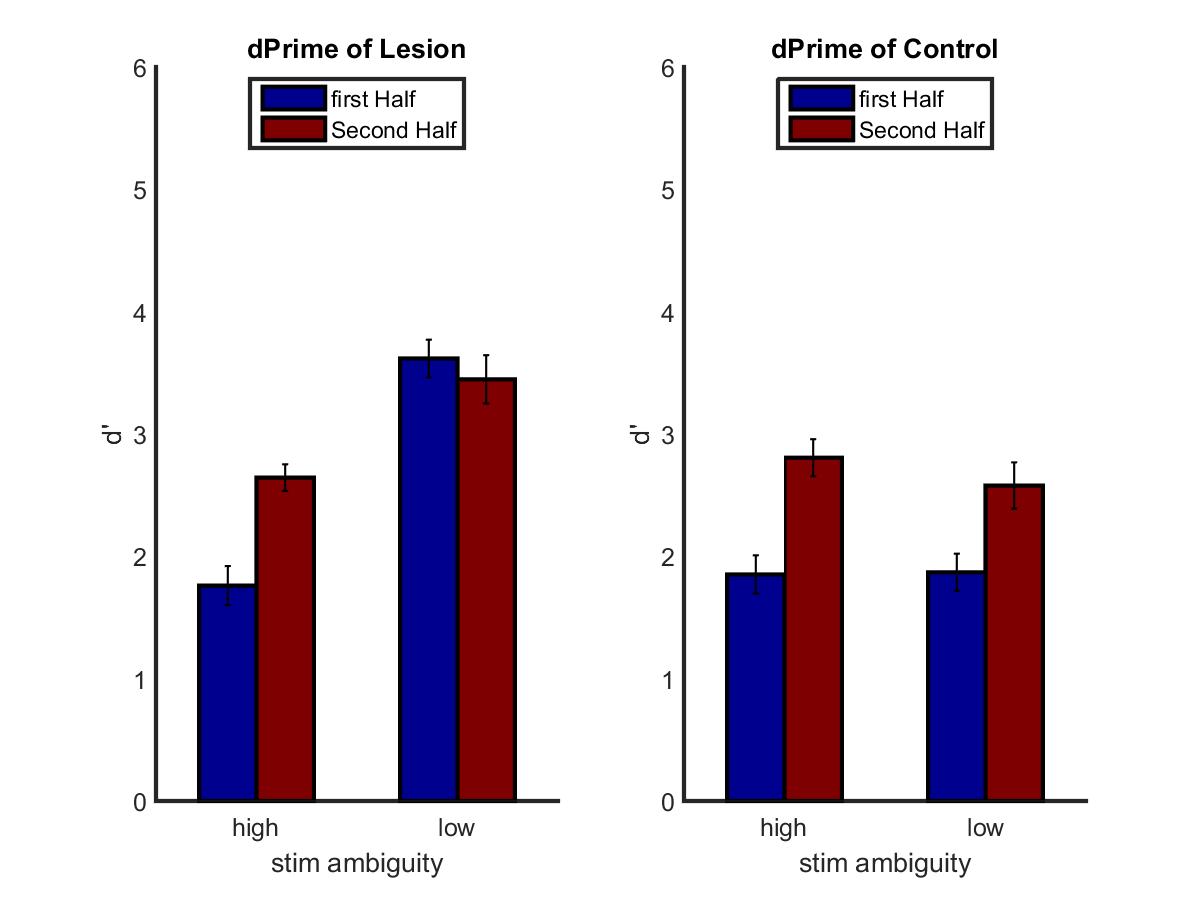 dPrime of Lesion
first Half
Second Half
6
5
4
3
2
1
0
d'
high low
stim ambiguity
dPrime of Control
first Half
Second Half
6
5
4
3
2
1
0
d'
high low
stim ambiguity